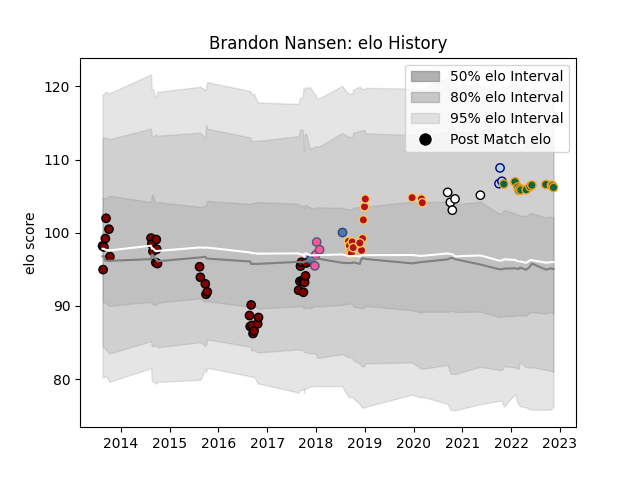 Brandon Nansen: elo History
50% elo Interval
80% elo Interval
95% elo Interval
Post Match elo
elo score
120
110
100
90
80
2014 2015 2016 2017 2018 2019 2020 2021 2022 2023